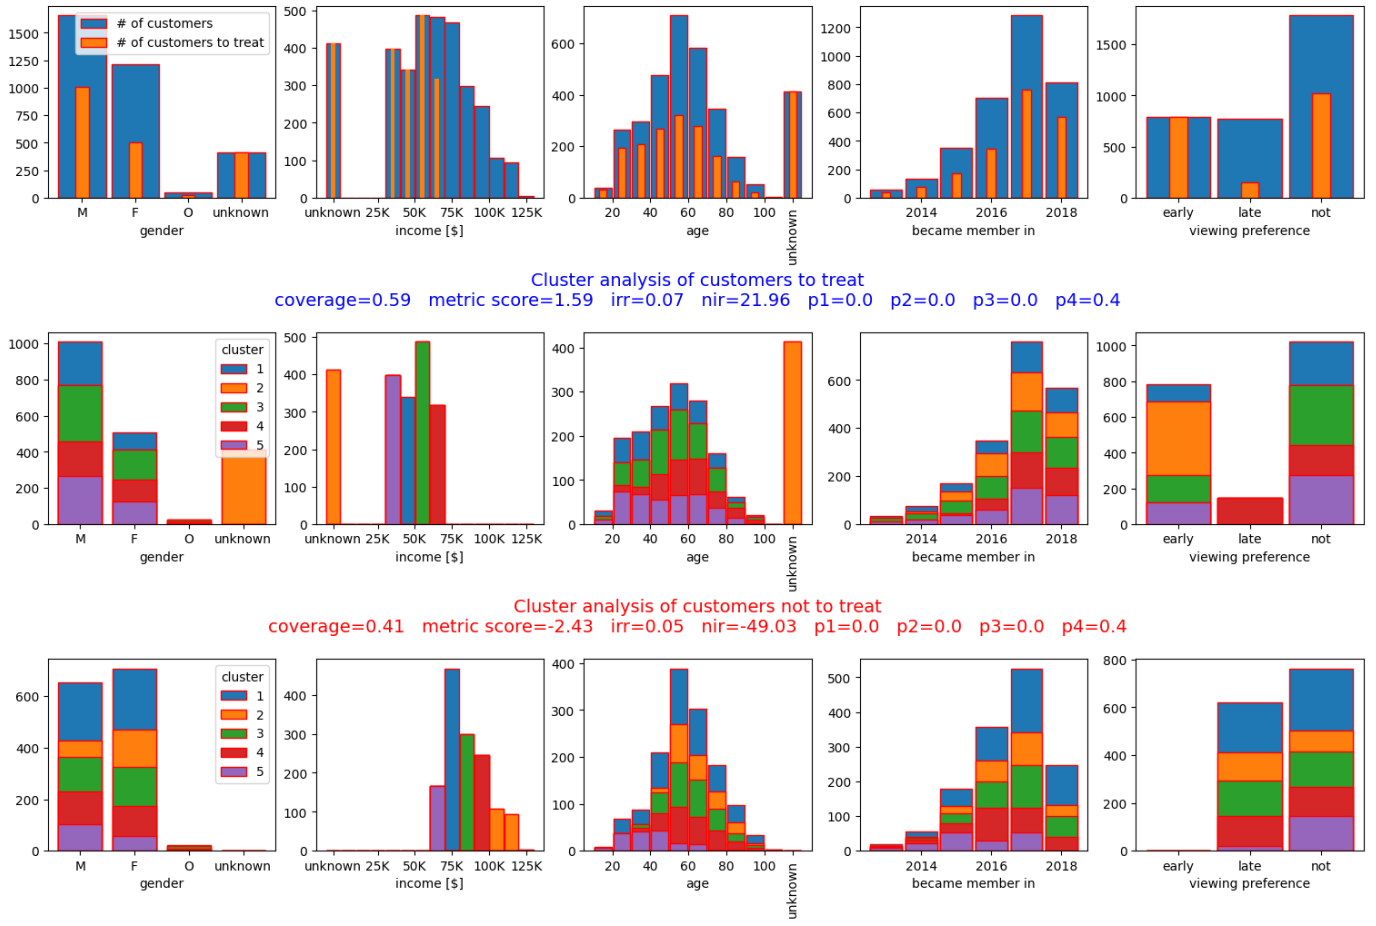 # of customers
# of customers to treat
1500
1250
1000
750
500
250
0
M F O unknown
gender
500
400
300
200
100
0
unknown 25K 50K 75K 100K 125K
income [$]
600
400
200
0
20 40 60 80 100 unknown
age
1200
1000
800
600
400
200
0
2014 2016 2018
became member in
1500
1000
500
0
early late not
viewing preference
Cluster analysis of customers to treat
coverage=0.59 metric score=1.59 irr=0.07 nir=21.96 p1=0.0 p2=0.0 p3=0.0 p4=0.4
1000
800
600
400
200
0
cluster
1
2
3
4
5
M F O unknown
gender
500
400
300
200
100
0
unknown 25K 50K 75K 100K 125K
income [$]
400
300
200
100
0
20 40 60 80 100 unknown
age
600
400
200
0
2014 2016 2018
became member in
1000
800
600
400
200
0
early late not
viewing preference
Cluster analysis of customers not to treat
coverage=0.41 metric score=-2.43 irr=0.05 nir=-49.03 p1=0.0 p2=0.0 p3=0.0 p4=0.4
600
400
200
0
cluster
1
2
3
4
5
M F O unknown
gender
400
300
200
100
0
unknown 25K 50K 75K 100K 125K
income [$]
400
300
200
100
0
20 40 60 80 100 unknown
age
500
400
300
200
100
0
2014 2016 2018
became member in
800
600
400
200
0
early late not
viewing preference